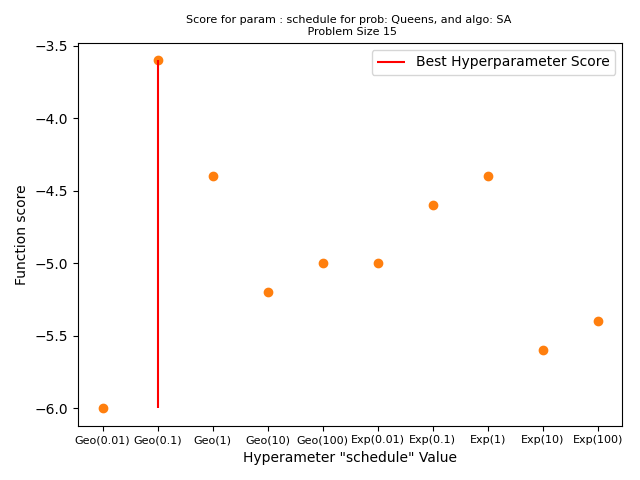 Score for param : schedule for prob: Queens, and algo: SA
Problem Size 15
Best Hyperparameter Score
Function score
−3.5
−4.0
−4.5
−5.0
−5.5
−6.0
Geo(0.01) Geo(0.1) Geo(1) Geo(10) Geo(100) Exp(0.01) Exp(0.1) Exp(1) Exp(10) Exp(100)
Hyperameter "schedule" Value